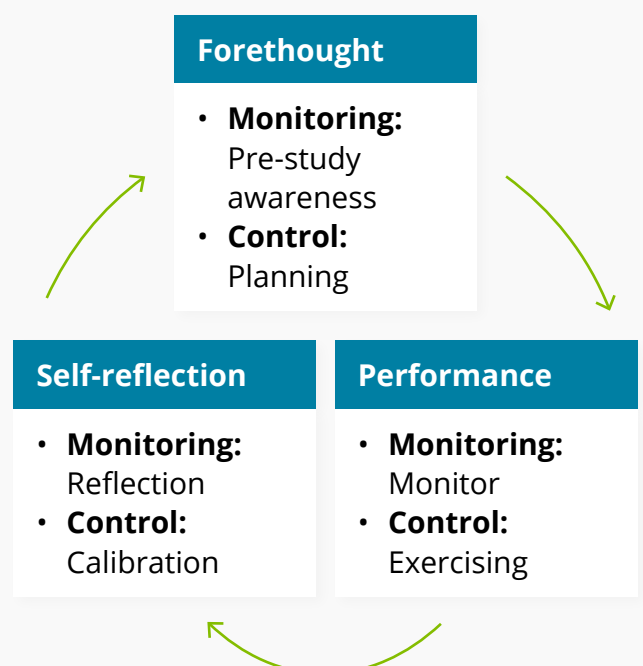 Forethought
• Monitoring:
Pre-study
awareness
• Control:
Planning
Self-reflection
• Monitoring:
Reflection
• Control:
Calibration
Performance
• Monitoring:
Monitor
• Control:
Exercising